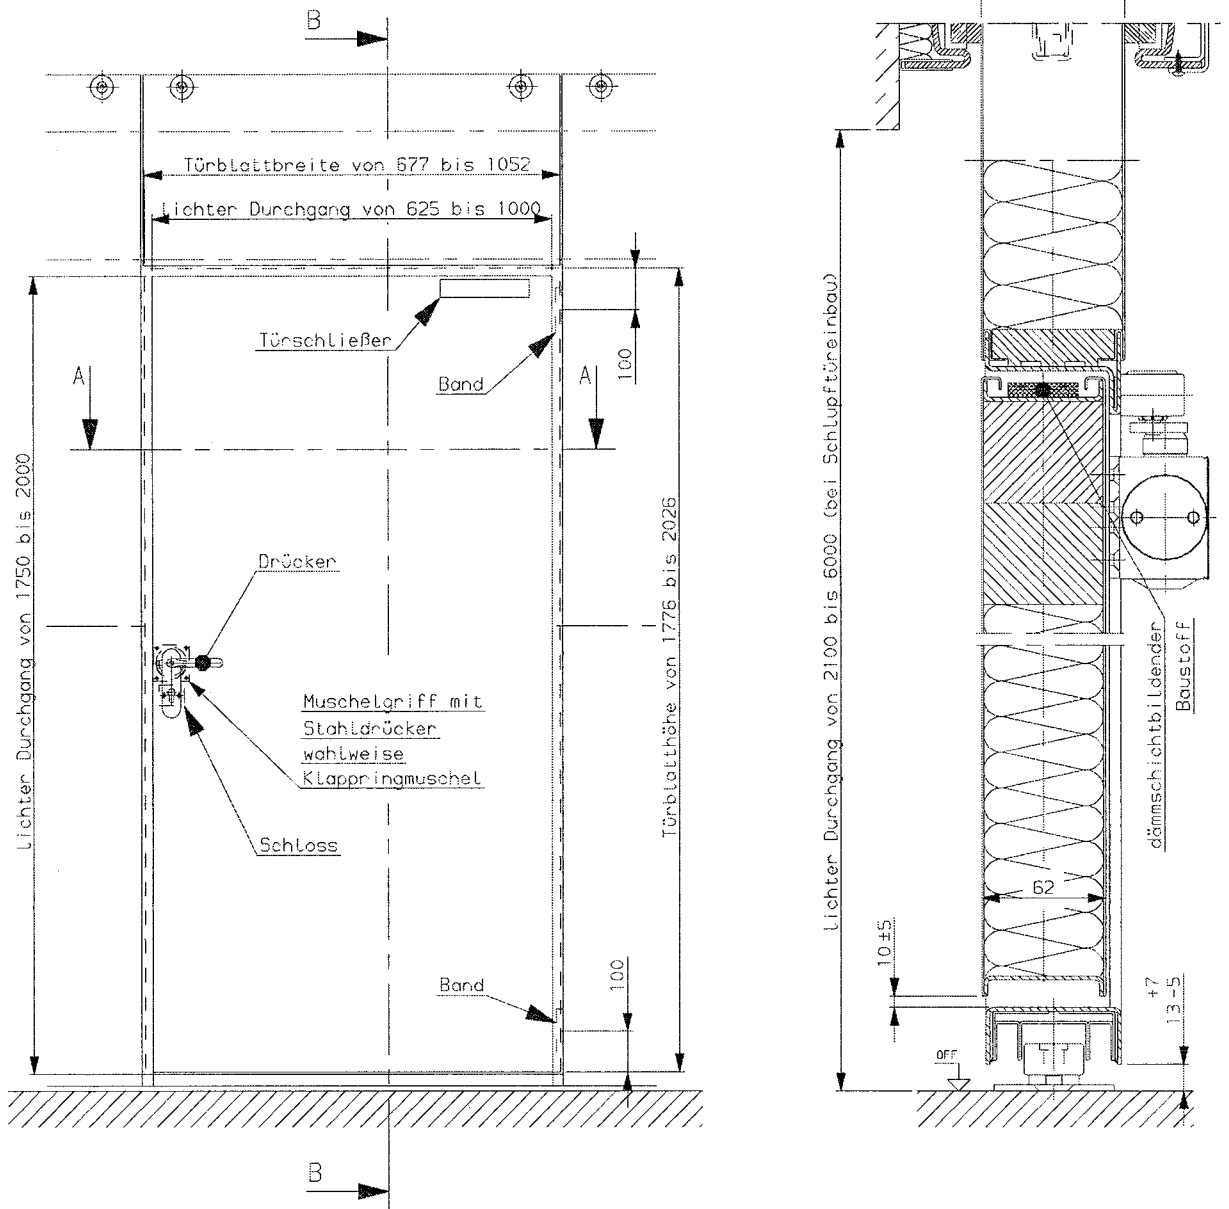 B
Türblattbreite von 677 bis 1052
lichter Durchgang von 625 bis 1000
Türschließer
Band
100
A
A
lichter Durchgang von 1750 bis 2000
Türblatthöhe von 1776 bis 2026
Drücker
Muschelgriff mit
Stahldrücker
wahlweise
Klappringmuschel
Schloss
Band
100
B
lichter Durchgang von 2100 bis 6000 (bei Schlupftüreinbau)
dämmschichtbildender
Baustoff
62
10±5
+7
13-5
OFF